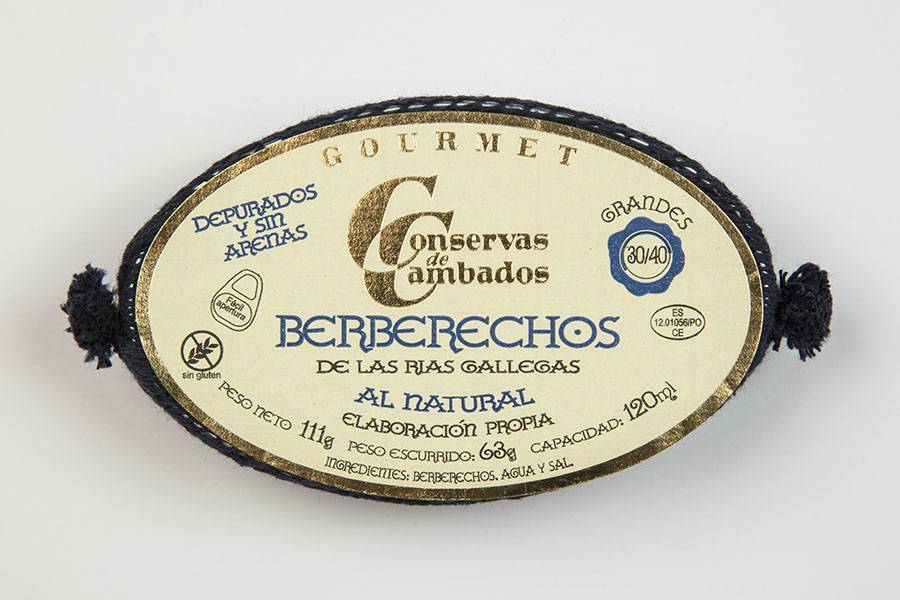 GOURMET
Conservas
de
Cambados
DEPURADOS
Y SIN
ARENAS
GRANDES
30/40
Fácil
apertura
ES
12.01056/PO
CE
BERBERECHOS
DE LAS RIAS GALLEGAS
sin gluten
AL NATURAL
ELABORACIÓN PROPIA
PESO NETO 111g PESO ESCURRIDO: 63g CAPACIDAD: 120ml
INGREDIENTES: BERBERECHOS, AGUA Y SAL.